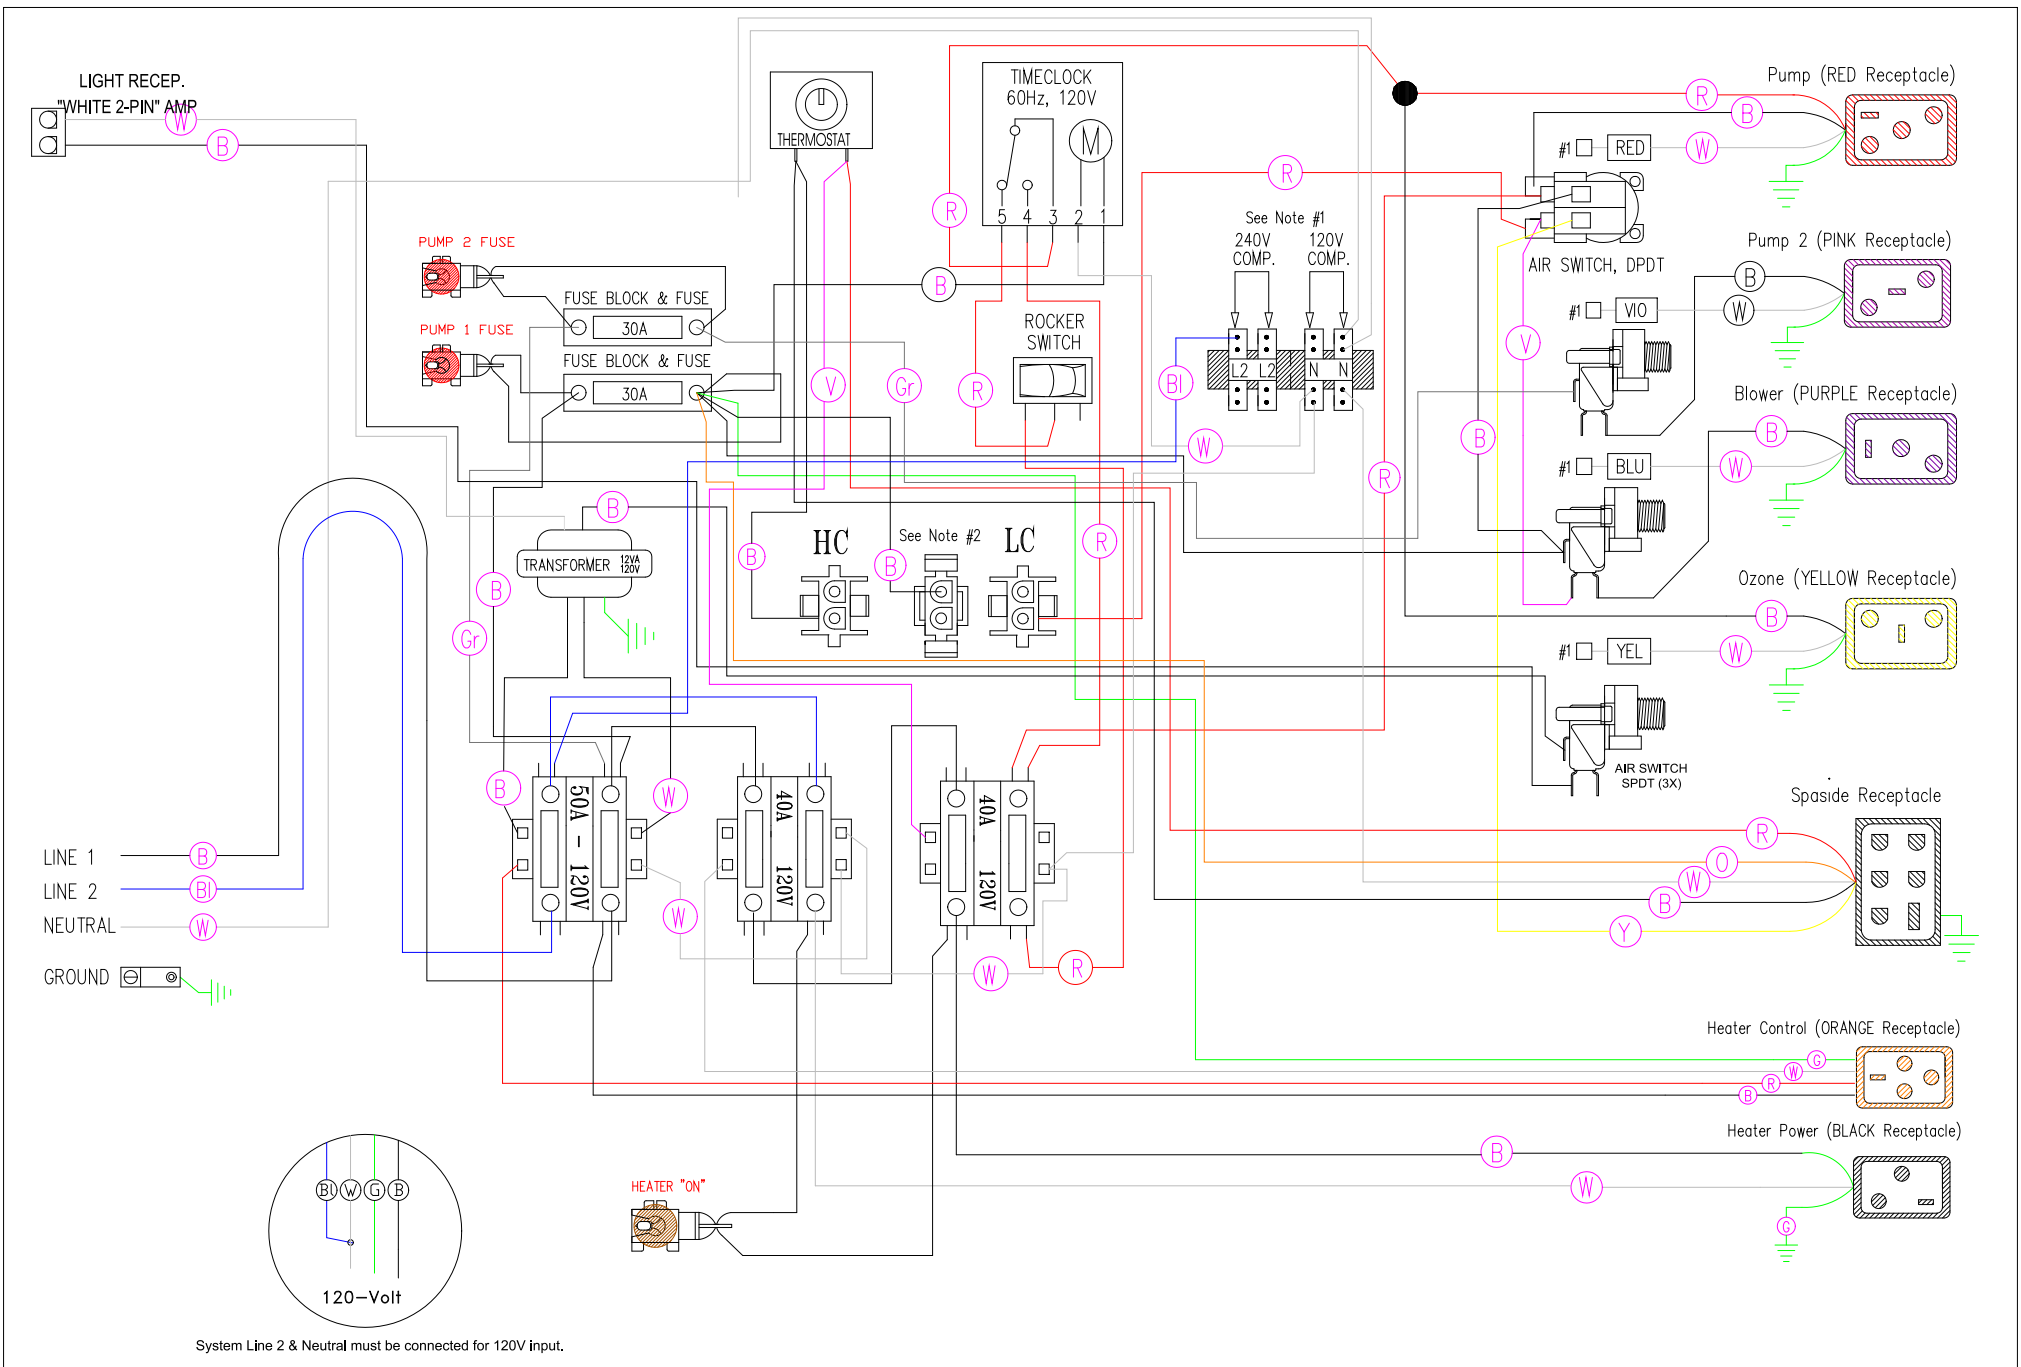 LIGHT RECEP.
"WHITE 2-PIN" AMP
W
B
THERMOSTAT
TIMECLOCK
60Hz, 120V
M
5 4 3 2 1
R
R
B
Pump (RED Receptacle)
#1 RED W
R
R
See Note #1
240V COMP.
120V COMP.
AIR SWITCH, DPDT
Pump 2 (PINK Receptacle)
B
#1 VIO W
PUMP 2 FUSE
FUSE BLOCK & FUSE
30A
PUMP 1 FUSE
FUSE BLOCK & FUSE
30A
B
ROCKER
SWITCH
L2 L2 N N
V
Gr
R
Bl
V
Blower (PURPLE Receptacle)
B
#1 BLU W
B
W
R
B
TRANSFORMER 12VA
120V
B
HC
See Note #2
LC
B
B
R
Gr
Ozone (YELLOW Receptacle)
B
#1 YEL W
AIR SWITCH
SPDT (3X)
Spaside Receptacle
R
O
W
B
Y
B
W
50A - 120V
40A 120V
40A 120V
W
W
R
LINE 1 B
LINE 2 Bl
NEUTRAL W
GROUND
Heater Control (ORANGE Receptacle)
G
W
R
B
Heater Power (BLACK Receptacle)
B
W
G
HEATER "ON"
Bl W G B
120-Volt
System Line 2 & Neutral must be connected for 120V input.